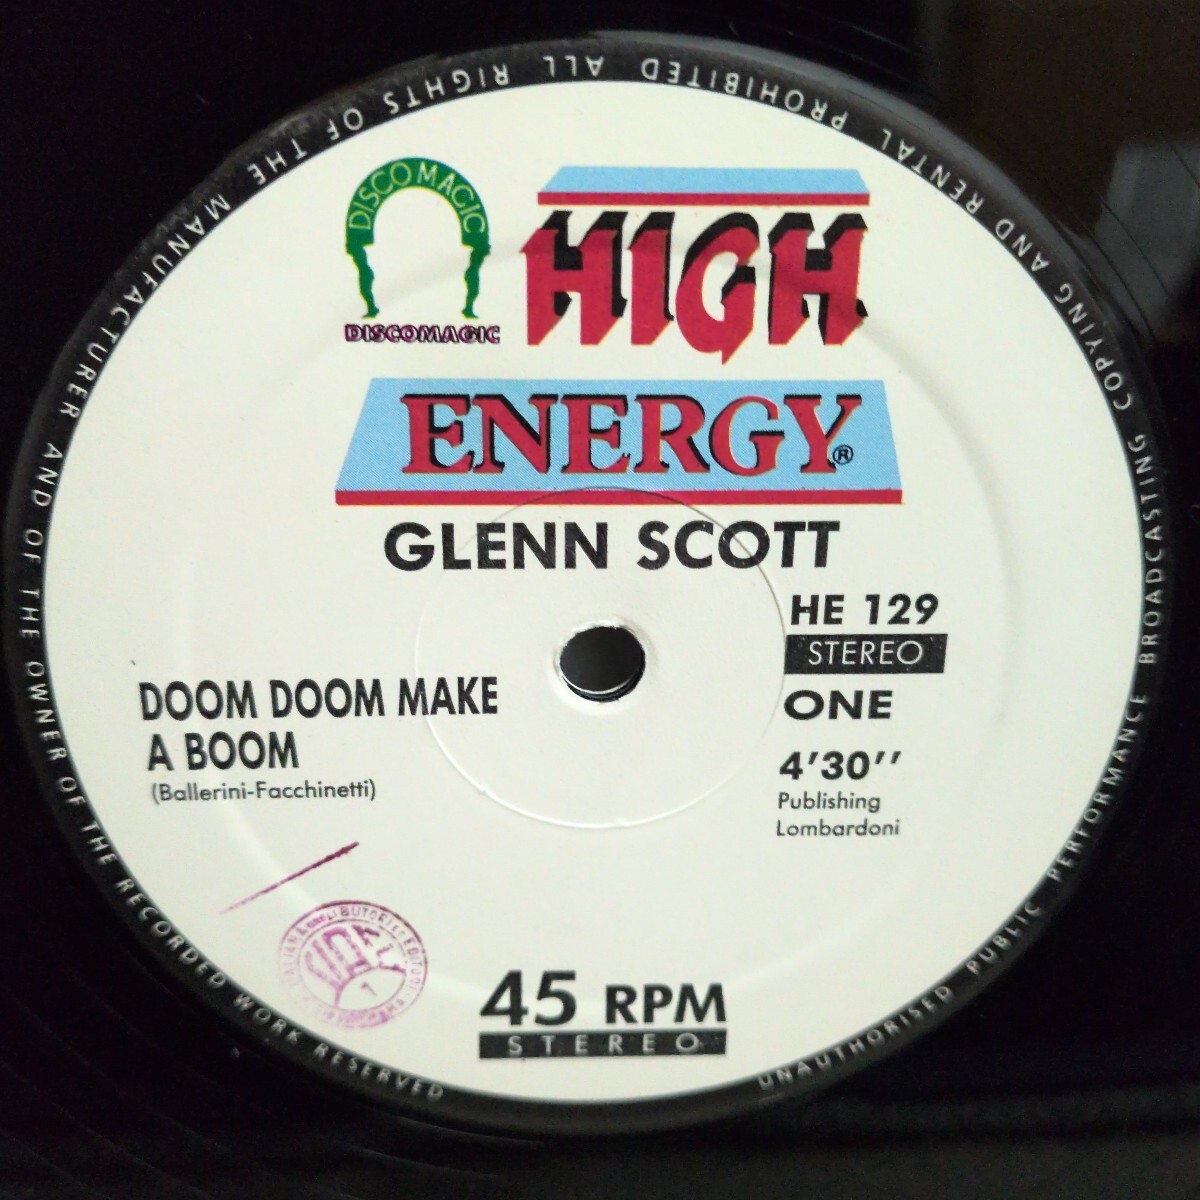 DISCO MAGIC
DISCOMAGIC
HIGH
ENERGY®
GLENN SCOTT
HE 129
STEREO
ONE
4'30''
Publishing
Lombardoni
DOOM DOOM MAKE
A BOOM
(Ballerini-Facchinetti)
45 RPM
STEREO
ALL RIGHTS OF THE MANUFACTURER AND OF THE OWNER OF THE RECORDED WORK RESERVED
UNAUTHORISED PUBLIC PERFORMANCE BROADCASTING COPYING AND RENTAL PROHIBITED